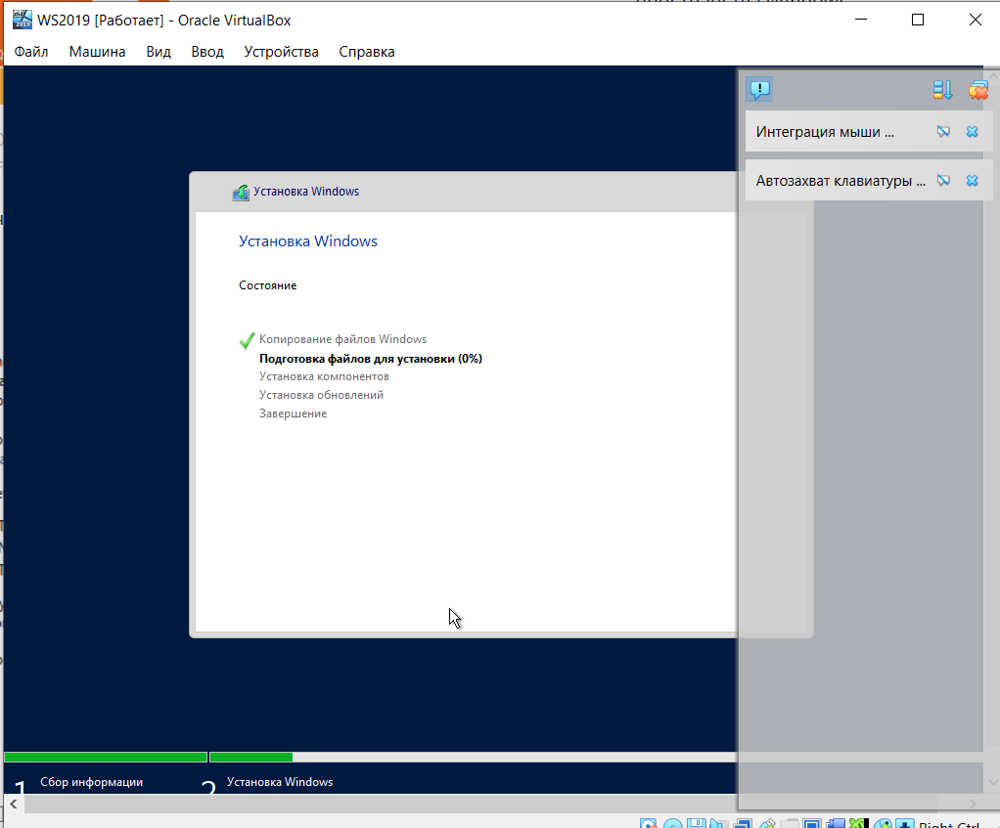 WS2019 [Работает] - Oracle VirtualBox
Файл Машина Вид Ввод Устройства Справка
Интеграция мыши ...
Автозахват клавиатуры ...
Установка Windows
Установка Windows
Состояние
Копирование файлов Windows
Подготовка файлов для установки (0%)
Установка компонентов
Установка обновлений
Завершение
1 Сбор информации 2 Установка Windows
Right Ctrl